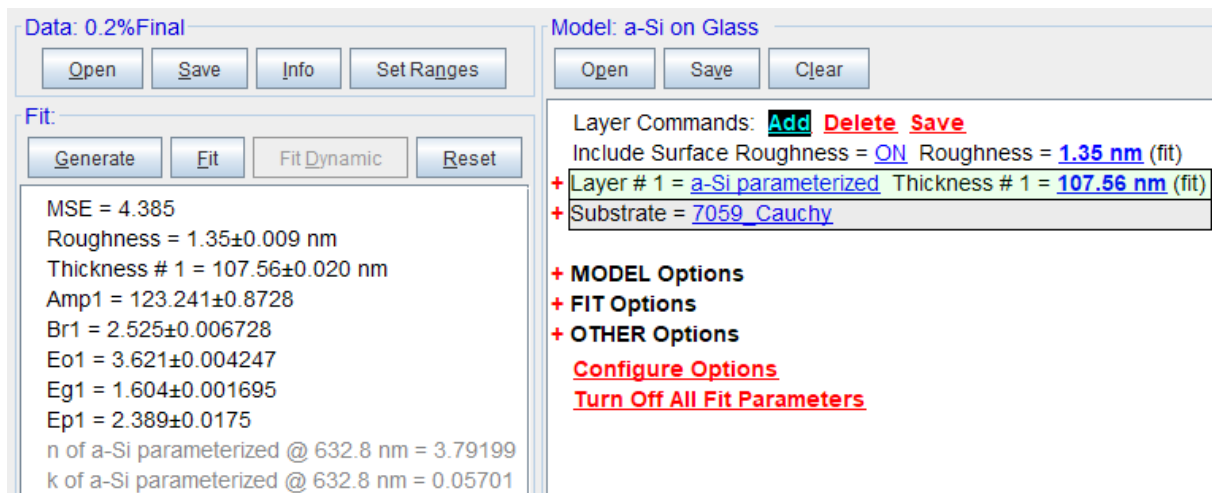 Data: 0.2%Final
Open Save Info Set Ranges
Fit:
Generate Fit Fit Dynamic Reset
MSE = 4.385
Roughness = 1.35±0.009 nm
Thickness # 1 = 107.56±0.020 nm
Amp1 = 123.241±0.8728
Br1 = 2.525±0.006728
Eo1 = 3.621±0.004247
Eg1 = 1.604±0.001695
Ep1 = 2.389±0.0175
n of a-Si parameterized @ 632.8 nm = 3.79199
k of a-Si parameterized @ 632.8 nm = 0.05701
Model: a-Si on Glass
Open Save Clear
Layer Commands: Add Delete Save
Include Surface Roughness = ON Roughness = 1.35 nm (fit)
+ Layer # 1 = a-Si parameterized Thickness # 1 = 107.56 nm (fit)
+ Substrate = 7059_Cauchy
+ MODEL Options
+ FIT Options
+ OTHER Options
Configure Options
Turn Off All Fit Parameters